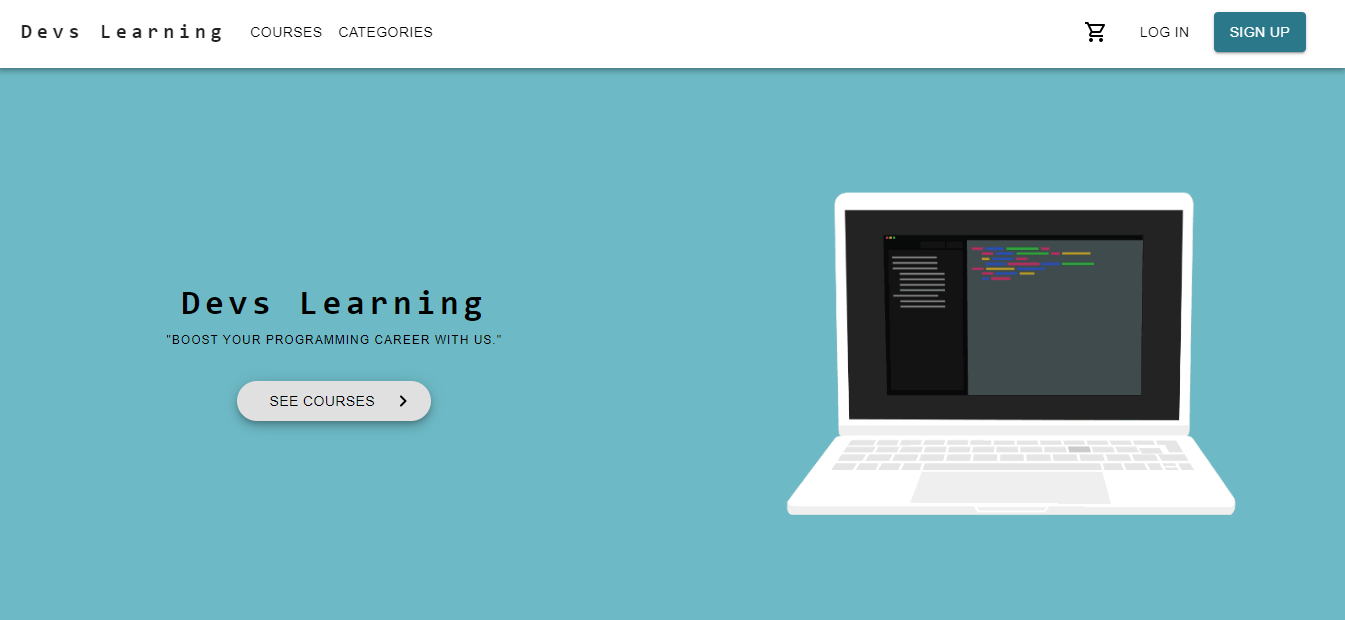 Devs Learning COURSES CATEGORIES LOG IN SIGN UP
Devs Learning
"BOOST YOUR PROGRAMMING CAREER WITH US."
SEE COURSES